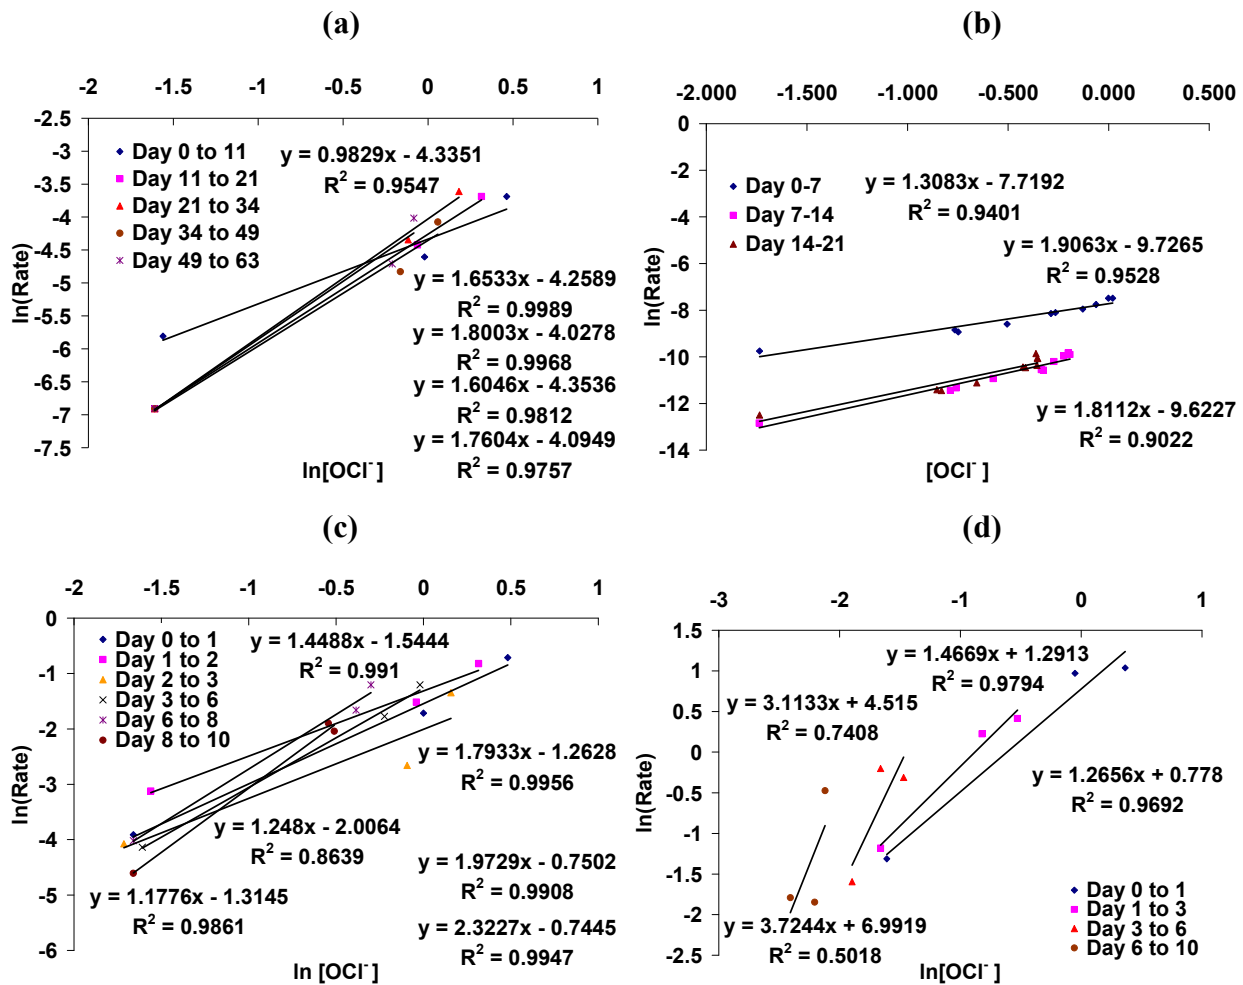 (a)
-2 -1.5 -1 -0.5 0 0.5 1
-2.5
-3
-3.5
-4
-4.5
-5
-5.5
-6
-6.5
-7
-7.5
ln(Rate)
Day 0 to 11
Day 11 to 21
Day 21 to 34
Day 34 to 49
Day 49 to 63
y = 0.9829x - 4.3351
R² = 0.9547
y = 1.6533x - 4.2589
R² = 0.9989
y = 1.8003x - 4.0278
R² = 0.9968
y = 1.6046x - 4.3536
R² = 0.9812
y = 1.7604x - 4.0949
R² = 0.9757
ln[OCl⁻]
(b)
-2.000 -1.500 -1.000 -0.500 0.000 0.500
0
-2
-4
-6
-8
-10
-12
-14
ln(Rate)
Day 0-7
Day 7-14
Day 14-21
y = 1.3083x - 7.7192
R² = 0.9401
y = 1.9063x - 9.7265
R² = 0.9528
y = 1.8112x - 9.6227
R² = 0.9022
[OCl⁻]
(c)
-2 -1.5 -1 -0.5 0 0.5 1
0
-1
-2
-3
-4
-5
-6
ln(Rate)
Day 0 to 1
Day 1 to 2
Day 2 to 3
Day 3 to 6
Day 6 to 8
Day 8 to 10
y = 1.4488x - 1.5444
R² = 0.991
y = 1.7933x - 1.2628
R² = 0.9956
y = 1.248x - 2.0064
R² = 0.8639
y = 1.9729x - 0.7502
R² = 0.9908
y = 1.1776x - 1.3145
R² = 0.9861
y = 2.3227x - 0.7445
R² = 0.9947
ln [OCl⁻]
(d)
-3 -2 -1 0 1
1.5
1
0.5
0
-0.5
-1
-1.5
-2
-2.5
ln(Rate)
y = 1.4669x + 1.2913
R² = 0.9794
y = 3.1133x + 4.515
R² = 0.7408
y = 1.2656x + 0.778
R² = 0.9692
y = 3.7244x + 6.9919
R² = 0.5018
Day 0 to 1
Day 1 to 3
Day 3 to 6
Day 6 to 10
ln[OCl⁻]